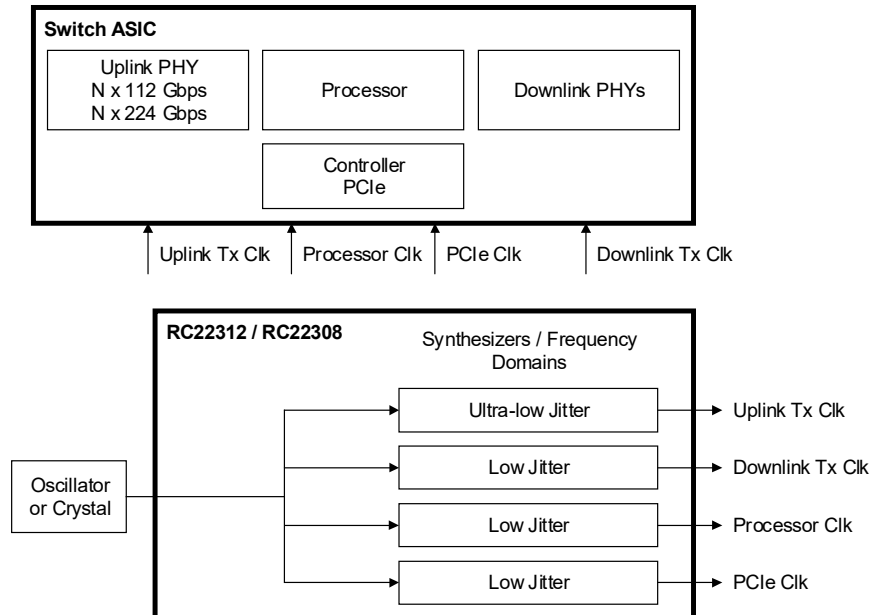 Switch ASIC
Uplink PHY
N x 112 Gbps
N x 224 Gbps
Processor
Downlink PHYs
Controller
PCIe
Uplink Tx Clk
Processor Clk
PCIe Clk
Downlink Tx Clk
RC22312 / RC22308
Synthesizers / Frequency
Domains
Ultra-low Jitter
Uplink Tx Clk
Low Jitter
Downlink Tx Clk
Oscillator
or Crystal
Low Jitter
Processor Clk
Low Jitter
PCIe Clk